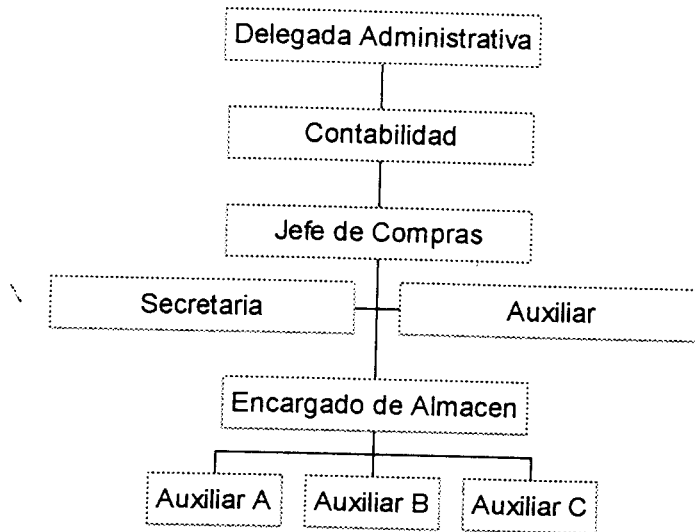 Delegada Administrativa
Contabilidad
Jefe de Compras
Secretaria
Auxiliar
Encargado de Almacen
Auxiliar A
Auxiliar B
Auxiliar C